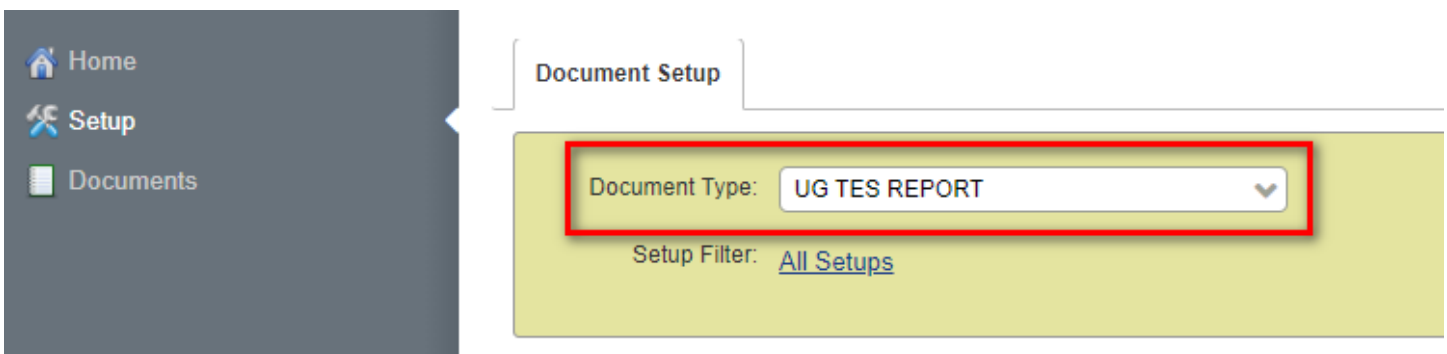 Home
Setup
Documents
Document Setup
Document Type: UG TES REPORT
Setup Filter: All Setups